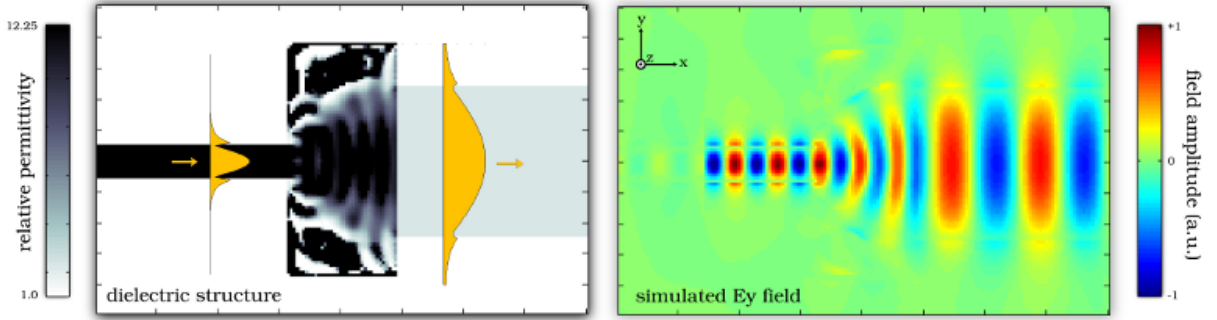 12.25
relative permittivity
1.0
dielectric structure
y
z
x
simulated Ey field
+1
0
-1
field amplitude (a.u.)